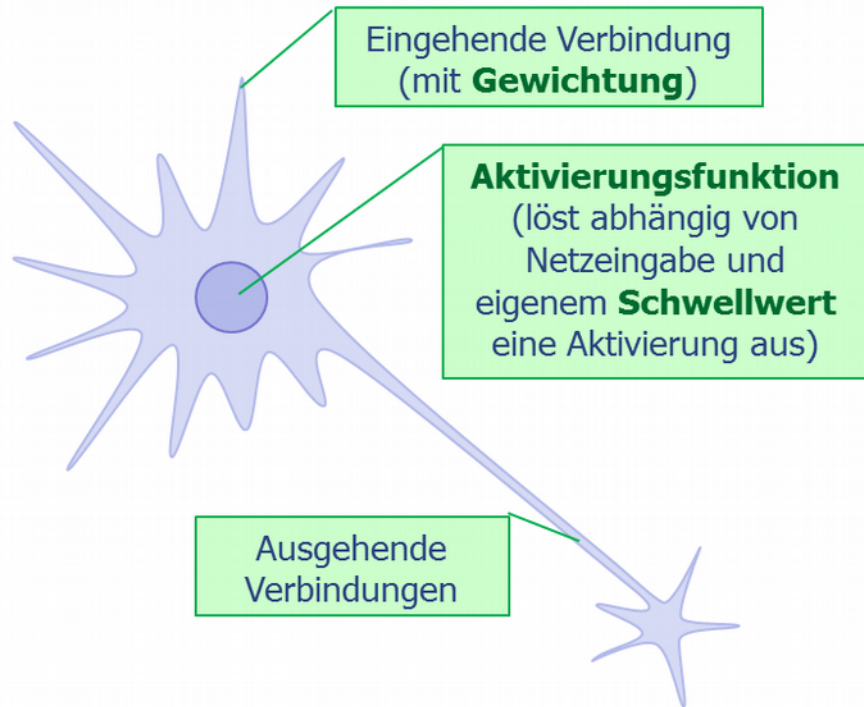 Eingehende Verbindung
(mit Gewichtung)
Aktivierungsfunktion
(löst abhängig von
Netzeingabe und
eigenem Schwellwert
eine Aktivierung aus)
Ausgehende
Verbindungen